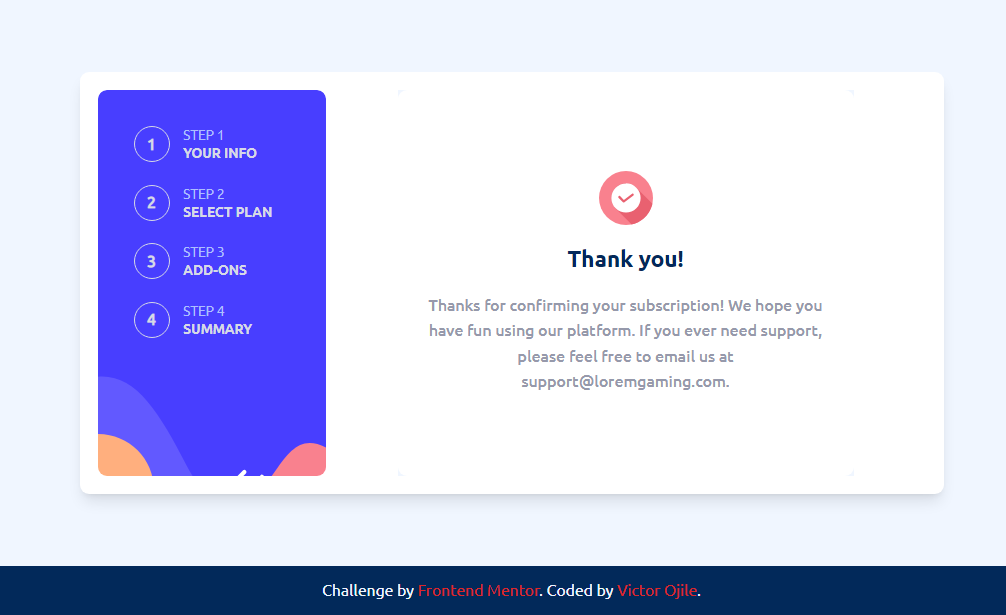 1
STEP 1
YOUR INFO
2
STEP 2
SELECT PLAN
3
STEP 3
ADD-ONS
4
STEP 4
SUMMARY
Thank you!
Thanks for confirming your subscription! We hope you
have fun using our platform. If you ever need support,
please feel free to email us at
support@loremgaming.com.
Challenge by Frontend Mentor. Coded by Victor Ojile.